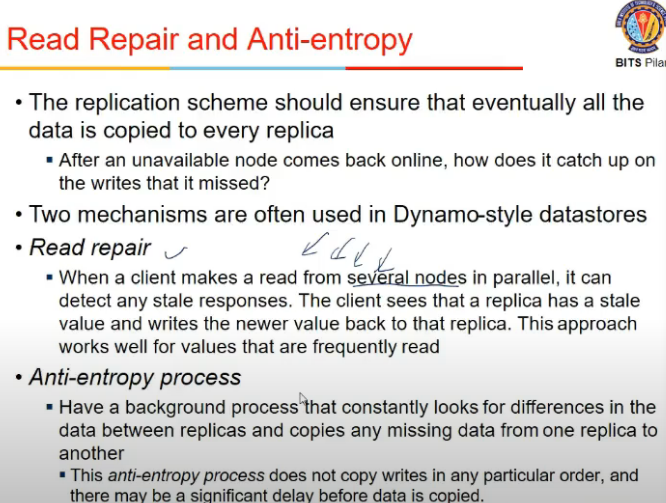 Read Repair and Anti-entropy
BITS Pilar
• The replication scheme should ensure that eventually all the
data is copied to every replica
▪ After an unavailable node comes back online, how does it catch up on
the writes that it missed?
• Two mechanisms are often used in Dynamo-style datastores
• Read repair
▪ When a client makes a read from several nodes in parallel, it can
detect any stale responses. The client sees that a replica has a stale
value and writes the newer value back to that replica. This approach
works well for values that are frequently read
• Anti-entropy process
▪ Have a background process that constantly looks for differences in the
data between replicas and copies any missing data from one replica to
another
▪ This anti-entropy process does not copy writes in any particular order, and
there may be a significant delay before data is copied.